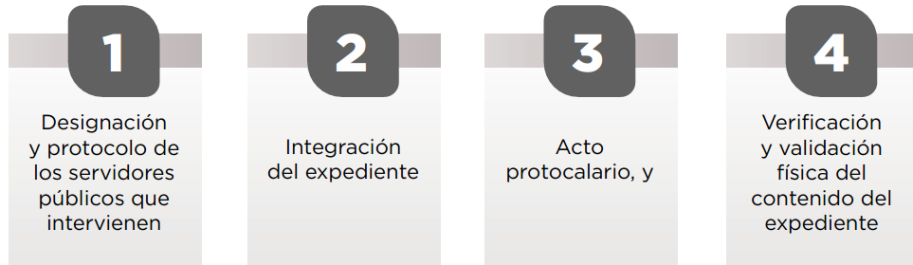 1
Designación
y protocolo de
los servidores
públicos que
intervienen
2
Integración
del expediente
3
Acto
protocalario, y
4
Verificación
y validación
física del
contenido del
expediente